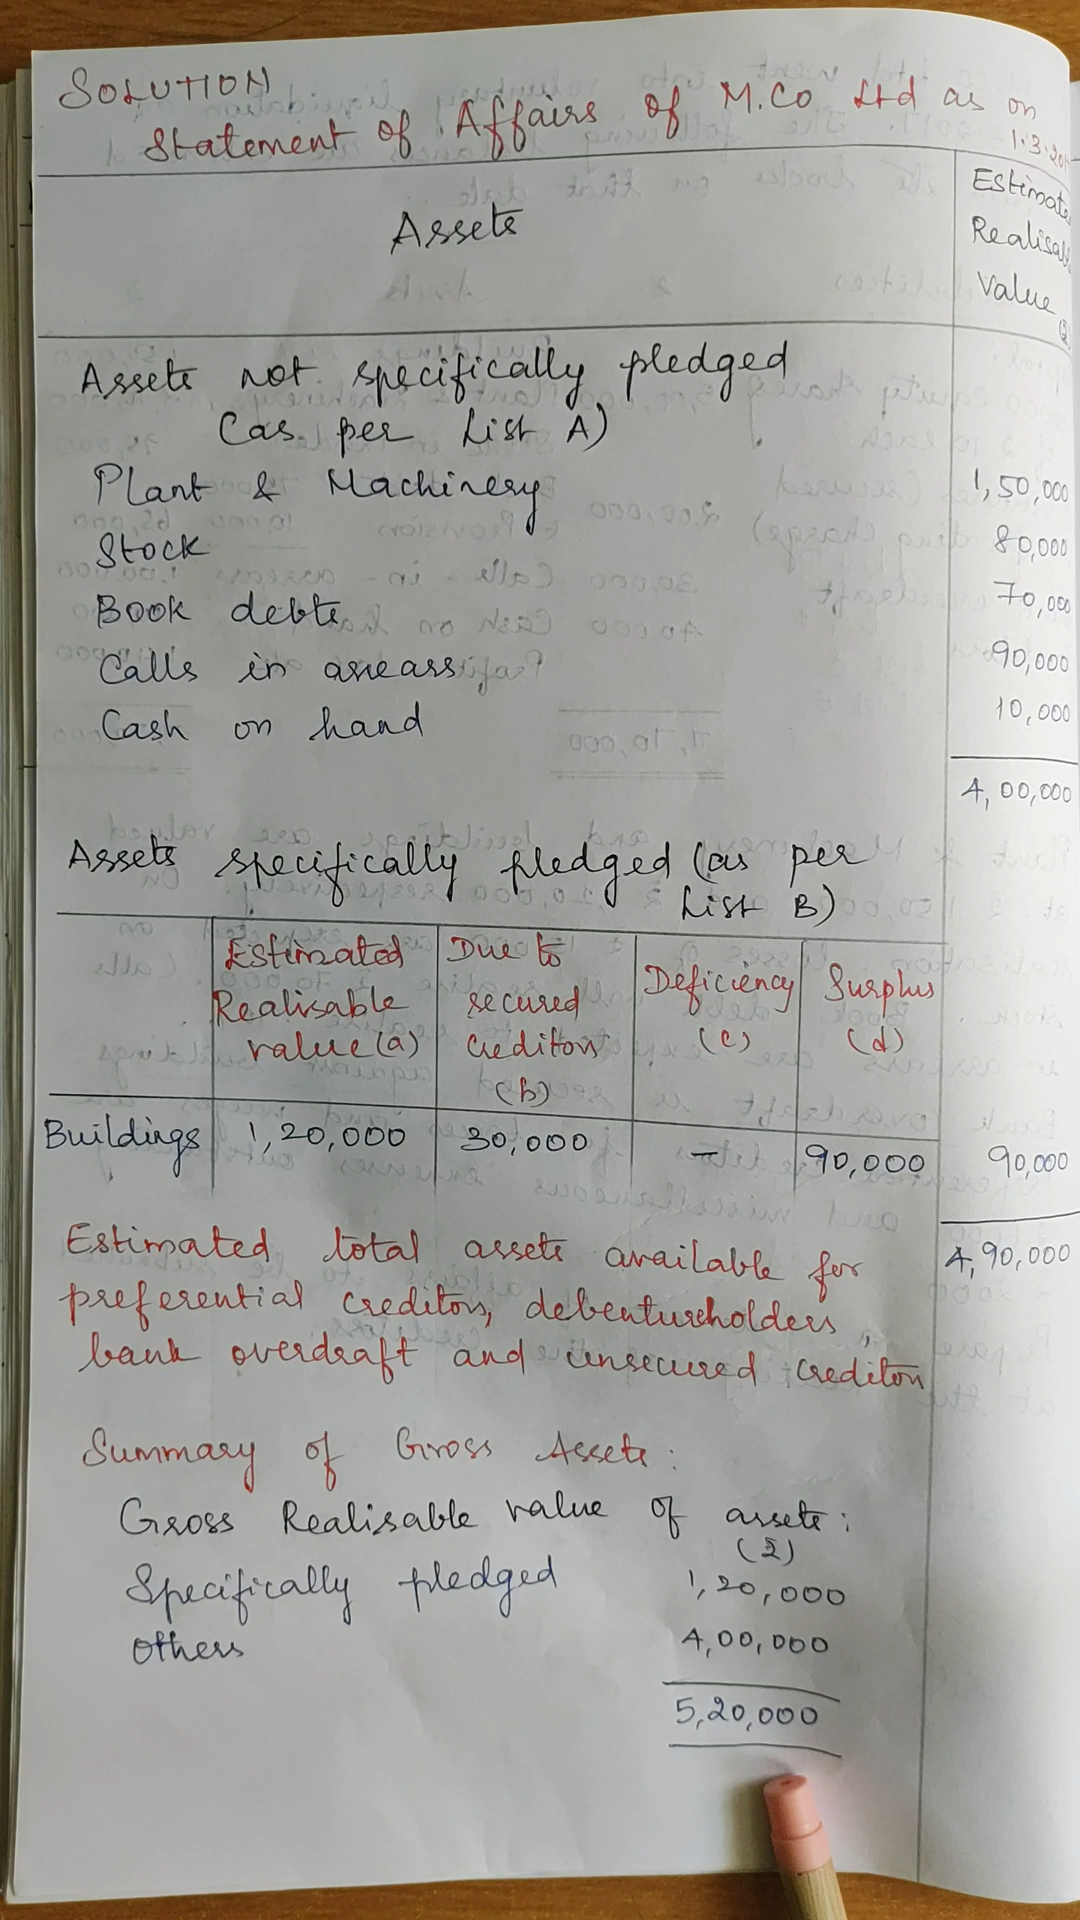 SOLUTION
Statement of Affairs of M.Co Ltd as on
1.3.20
Assets
Estimate
Realisab
Value
Assets not specifically pledged
(as per List A)
Plant & Machinery 1,50,000
Stock 80,000
Book debts 70,000
Calls in arrears 90,000
Cash on hand 10,000
4,00,000
Assets specifically pledged (as per
List B)
Estimated Realisable value (a)
Due to secured Creditors (b)
Deficiency (c)
Surplus (d)
Buildings 1,20,000 30,000 - 90,000 90,000
Estimated total assets available for 4,90,000
preferential Creditors, debentureholders,
bank overdraft and unsecured Creditors
Summary of Gross Assets:
Gross Realisable value of assets:
(₹)
Specifically pledged 1,20,000
Others 4,00,000
5,20,000